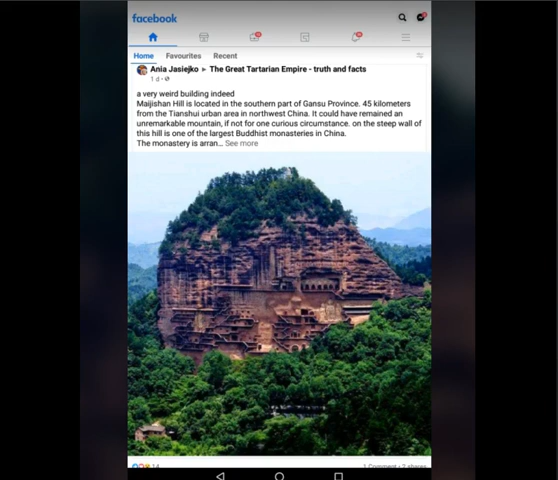 facebook
Home Favourites Recent
Ania Jasiejko ► The Great Tartarian Empire - truth and facts
1 d •
a very weird building indeed
Maijishan Hill is located in the southern part of Gansu Province. 45 kilometers
from the Tianshui urban area in northwest China. It could have remained an
unremarkable mountain, if not for one curious circumstance. on the steep wall of
this hill is one of the largest Buddhist monasteries in China.
The monastery is arran... See more
14 1 Comment • 2 shares